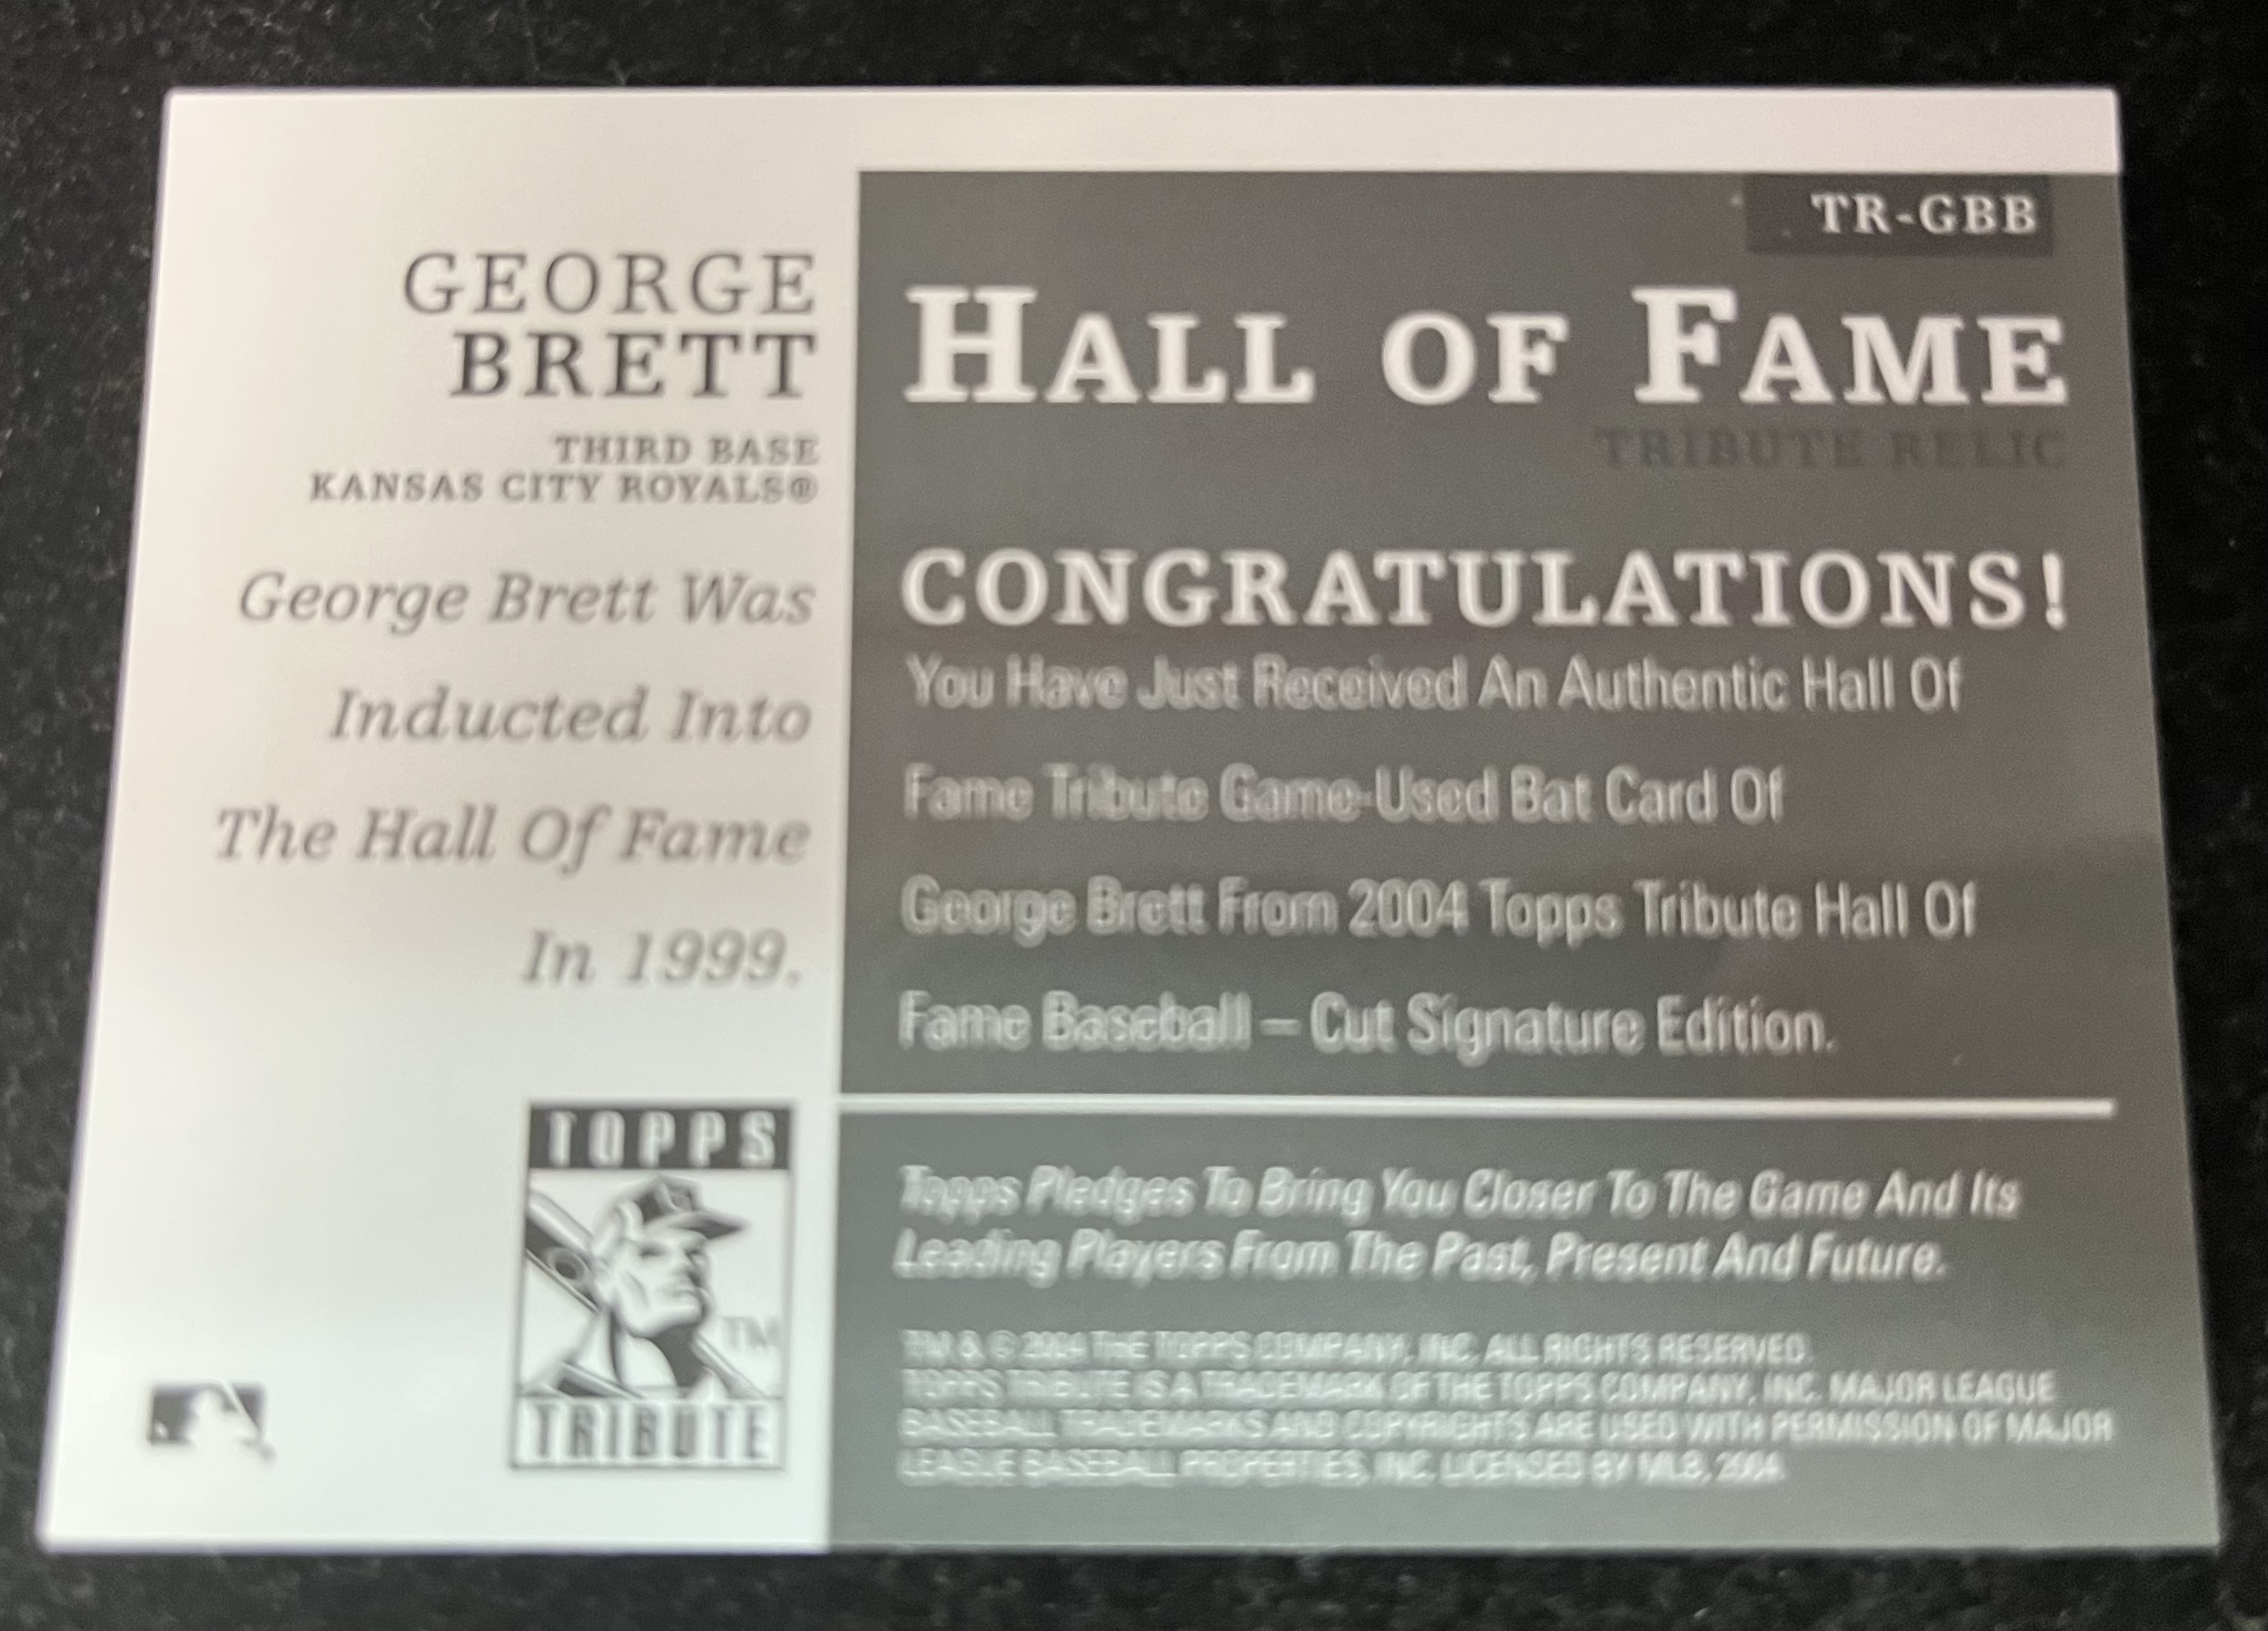 GEORGE
BRETT
THIRD BASE
KANSAS CITY ROYALS®
George Brett Was
Inducted Into
The Hall Of Fame
In 1999.
TOPPS
TM
TRIBUTE
TR-GBB
HALL OF FAME
TRIBUTE RELIC
CONGRATULATIONS!
You Have Just Received An Authentic Hall Of
Fame Tribute Game-Used Bat Card Of
George Brett From 2004 Topps Tribute Hall Of
Fame Baseball – Cut Signature Edition.
Topps Pledges To Bring You Closer To The Game And Its
Leading Players From The Past, Present And Future.
TM & © 2004 THE TOPPS COMPANY, INC. ALL RIGHTS RESERVED.
TOPPS TRIBUTE IS A TRADEMARK OF THE TOPPS COMPANY, INC. MAJOR LEAGUE
BASEBALL TRADEMARKS AND COPYRIGHTS ARE USED WITH PERMISSION OF MAJOR
LEAGUE BASEBALL PROPERTIES, INC. LICENSED BY MLB, 2004.